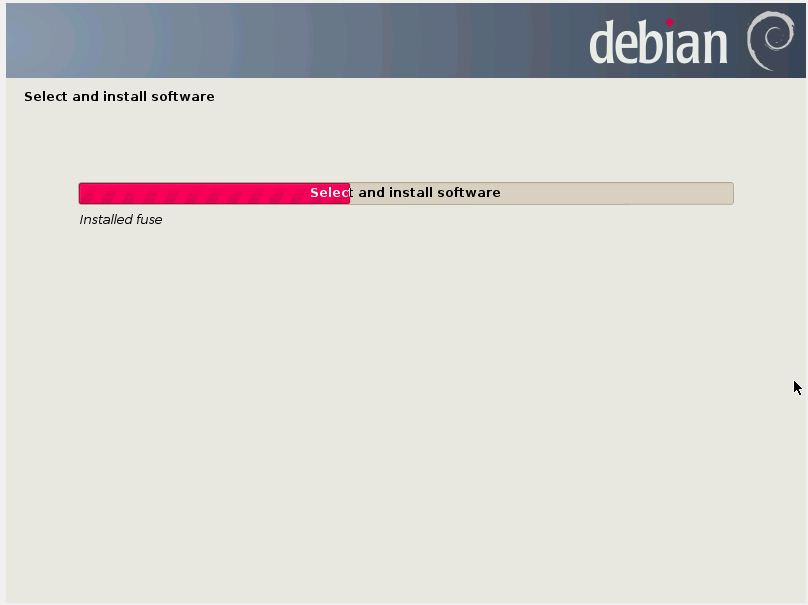 debian
Select and install software
Select and install software
Installed fuse